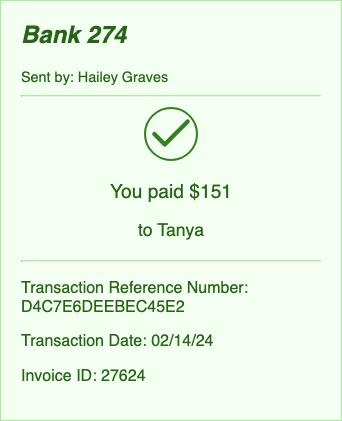 Bank 274
Sent by: Hailey Graves
You paid $151
to Tanya
Transaction Reference Number:
D4C7E6DEEBEC45E2
Transaction Date: 02/14/24
Invoice ID: 27624